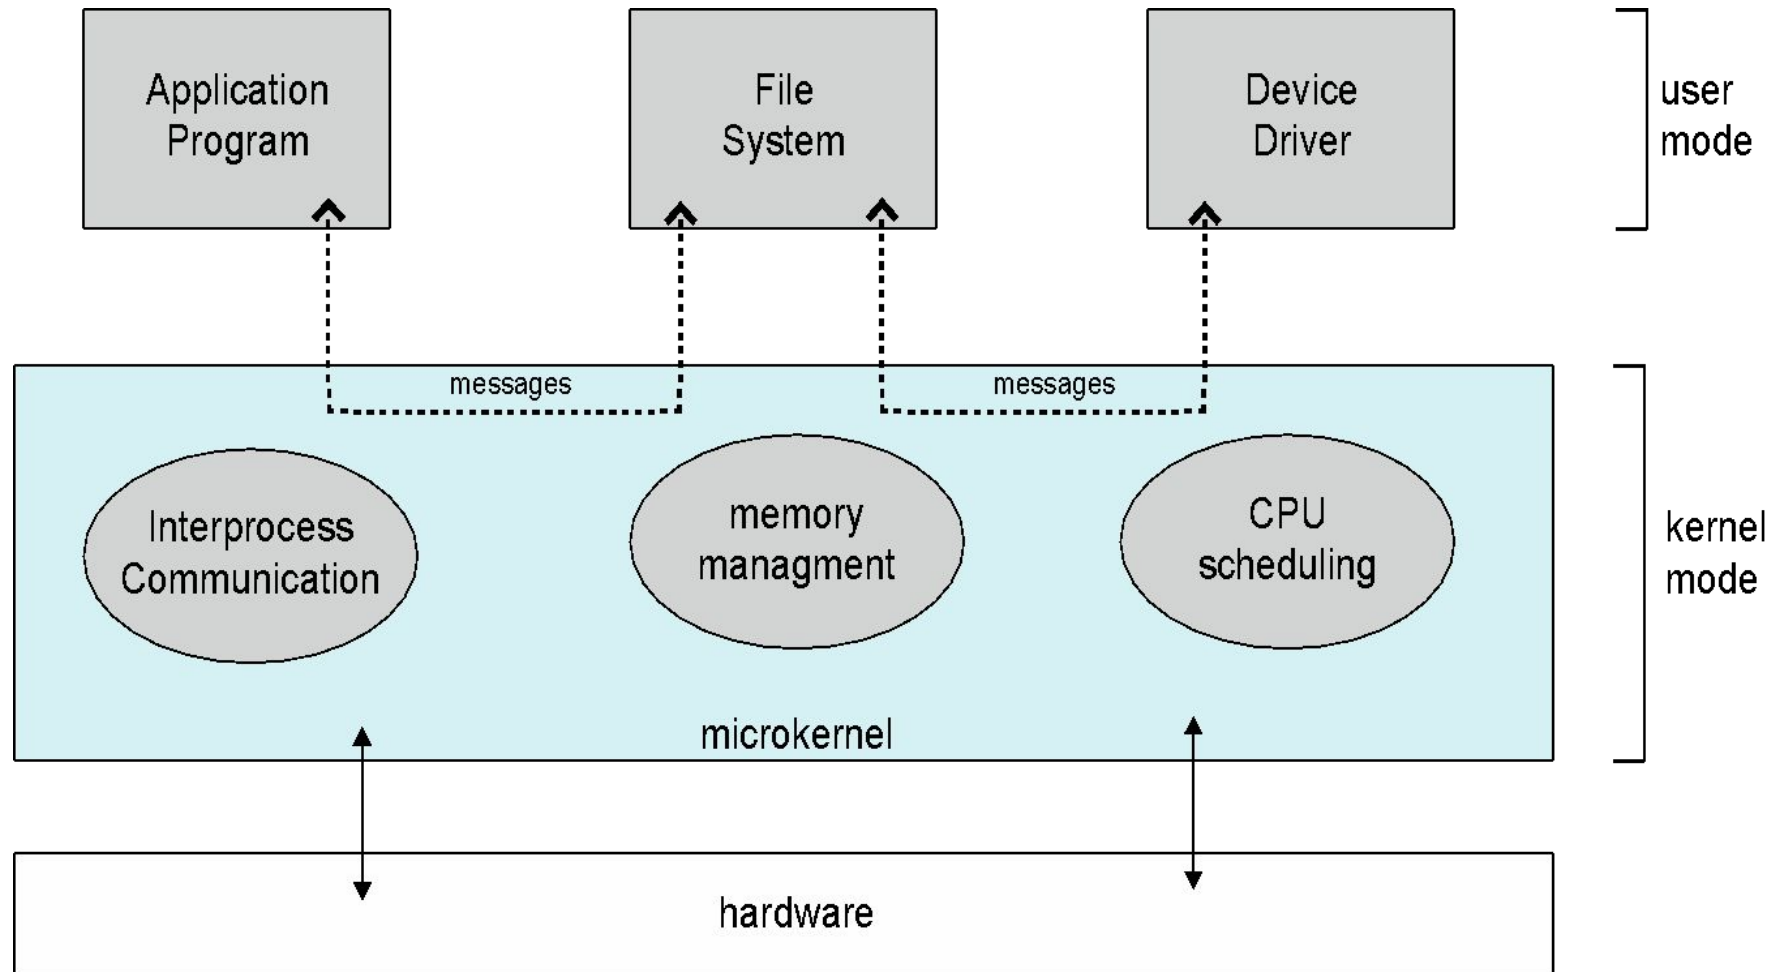 Application
Program
File
System
Device
Driver
user
mode
messages
messages
Interprocess
Communication
memory
managment
CPU
scheduling
kernel
mode
microkernel
hardware